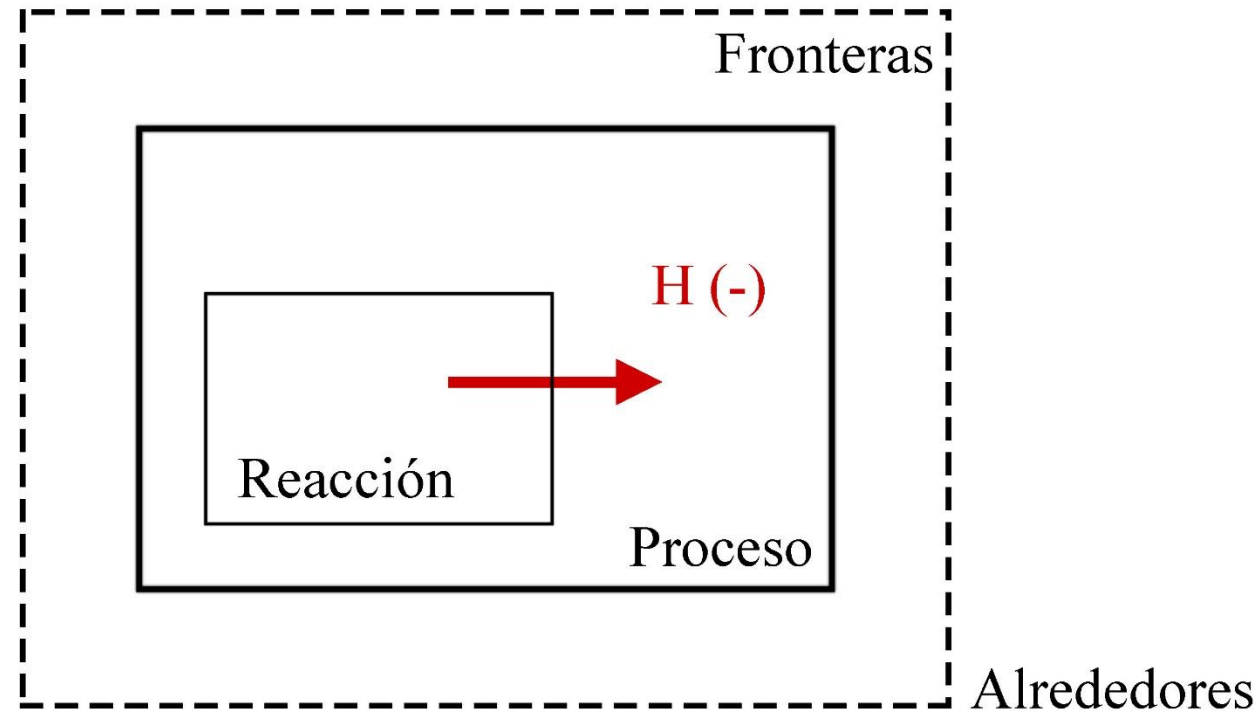 Fronteras
H (-)
Reacción
Proceso
Alrededores